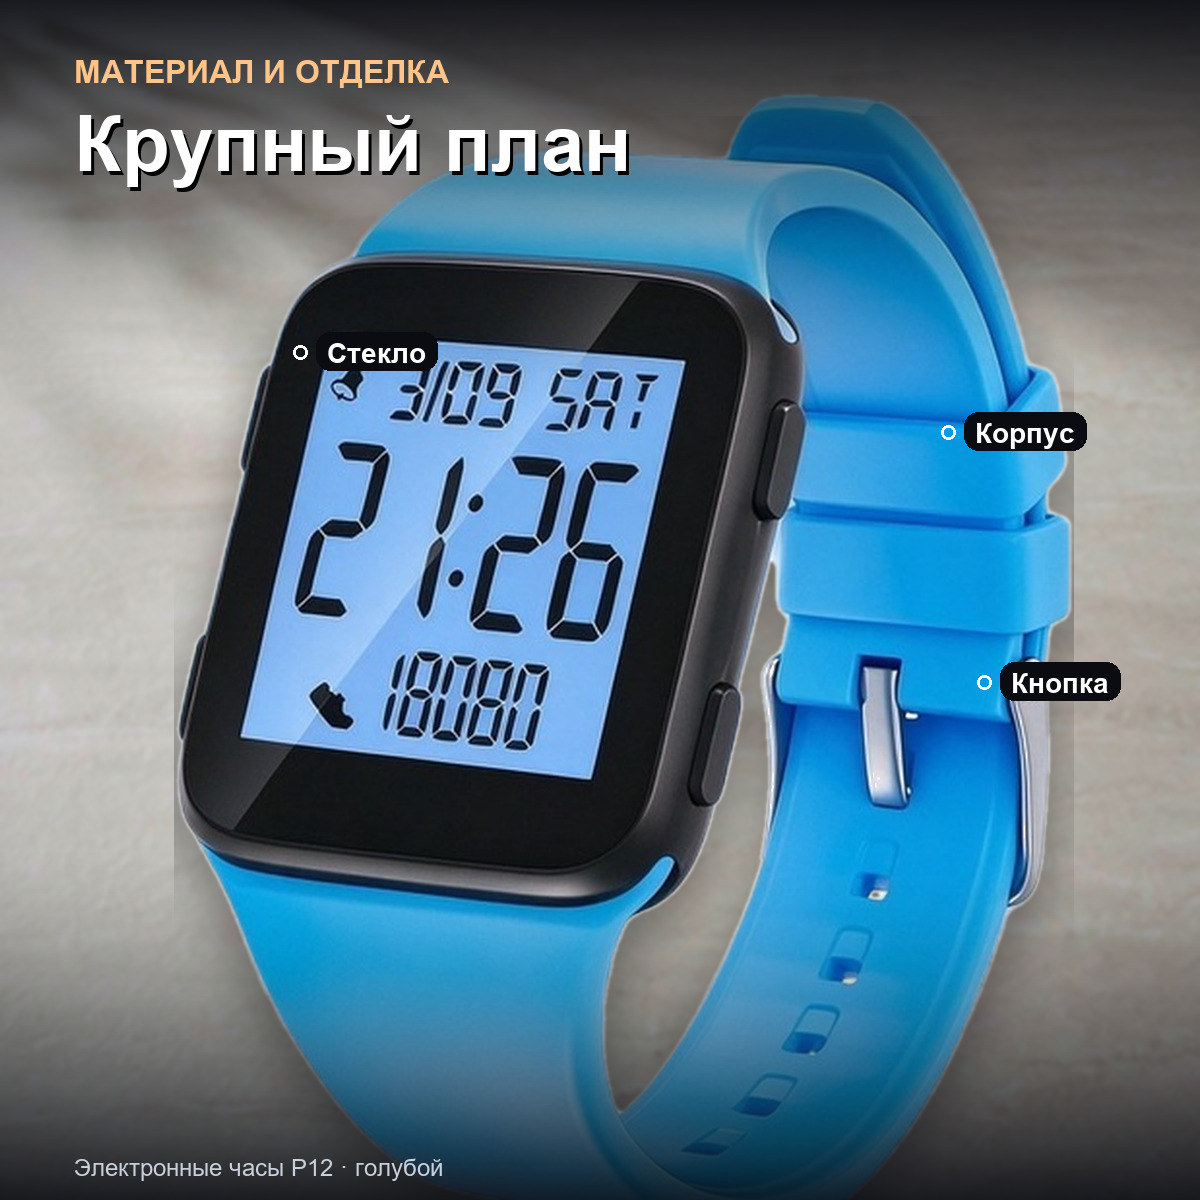 МАТЕРИАЛ И ОТДЕЛКА
Крупный план
Стекло
3/09 SAT
Корпус
21:26
18080
Кнопка
Электронные часы P12 · голубой